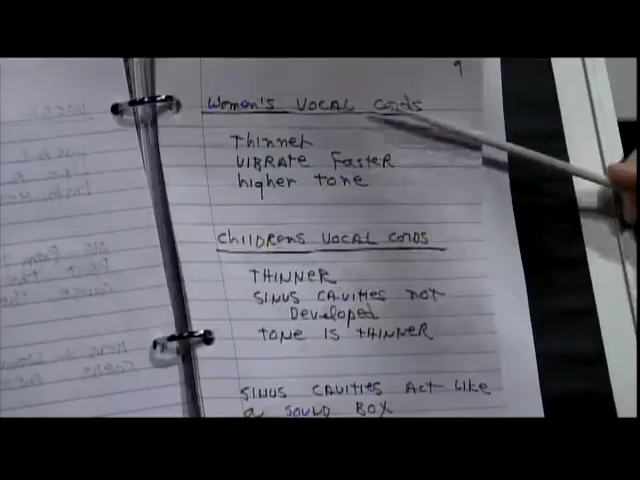 9
Women's VOCAL Cords
Thinner
VIBRATE Faster
higher Tone
ChilDrens VOCAL CORDS
THINNER
SINUS CAVITIES NOT
Developed
TONE IS THINNER
SINUS CAVITIES ACT LIKE
a SOUND BOX